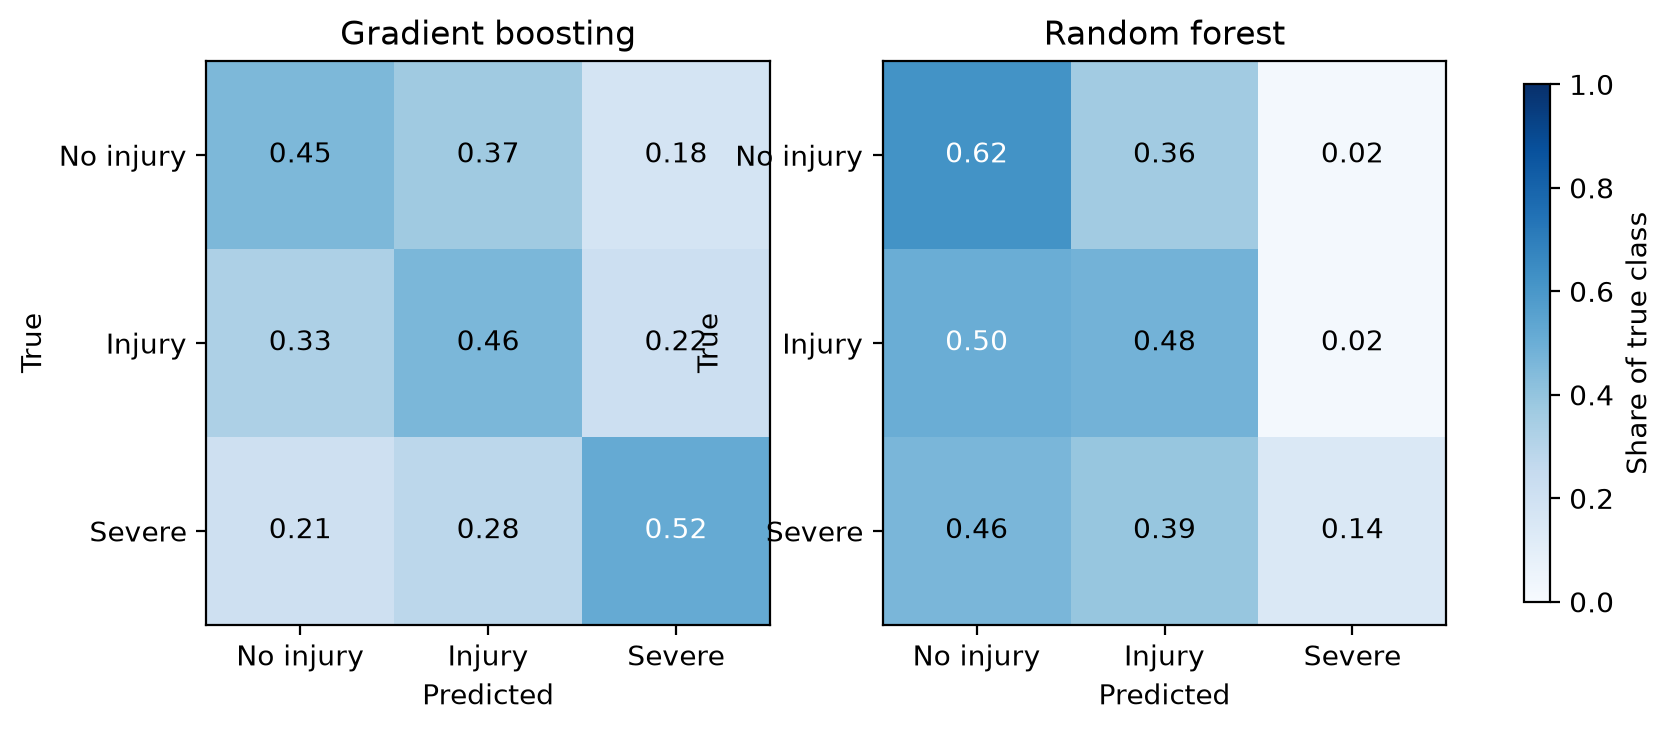 Gradient boosting
No injury
0.45 0.37 0.18
Injury
0.33 0.46 0.22
Severe
0.21 0.28 0.52
True
No injury Injury Severe
Predicted
Random forest
No injury
0.62 0.36 0.02
Injury
0.50 0.48 0.02
Severe
0.46 0.39 0.14
True
No injury Injury Severe
Predicted
1.0
0.8
0.6
0.4
0.2
0.0
Share of true class